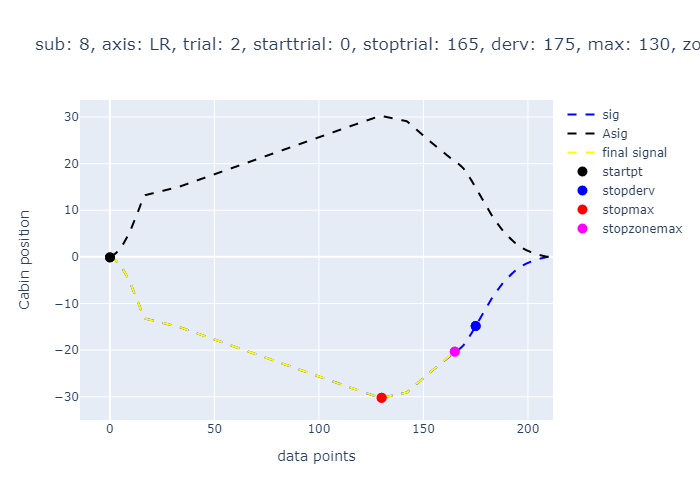 sub: 8, axis: LR, trial: 2, starttrial: 0, stoptrial: 165, derv: 175, max: 130, zo
30
20
10
0
−10
−20
−30
Cabin position
0
50
100
150
200
data points
sig
Asig
final signal
startpt
stopderv
stopmax
stopzonemax